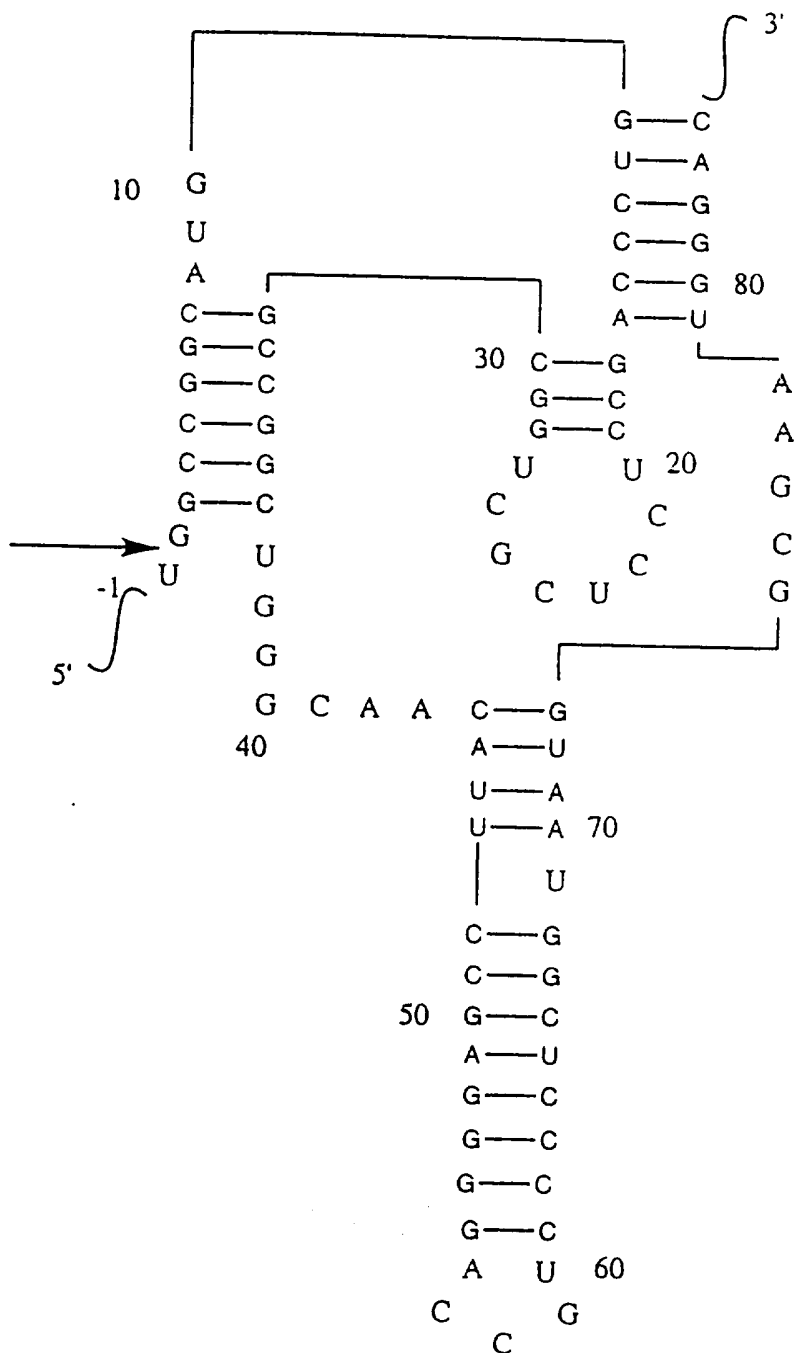 3'
G C
U A
G
10 C G
U C G
A C G 80
C G A U
G C 30 C G A
G C G C A
C G G C G
C G U U 20 C
G C C C G
G U G C
-1 U G C U
5' G
G C A A C G
40 A U
U A
U A 70
U
C G
C G
50 G C
A U
G C
G C
G C
G C
A U 60
C C G